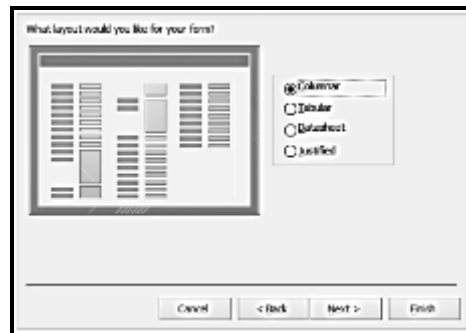 What layout would you like for your form?
Columnar
Tabular
Datasheet
Justified
Cancel
< Back
Next >
Finish